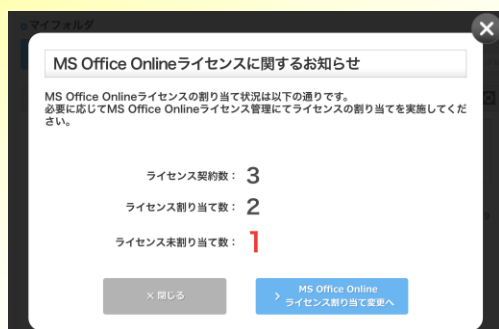 マイフォルダ
MS Office Onlineライセンスに関するお知らせ
MS Office Onlineライセンスの割り当て状況は以下の通りです。
必要に応じてMS Office Onlineライセンス管理にてライセンスの割り当てを実施してくだ
さい。
ライセンス契約数： 3
ライセンス割り当て数： 2
ライセンス未割り当て数： 1
× 閉じる
> MS Office Online
ライセンス割り当て変更へ